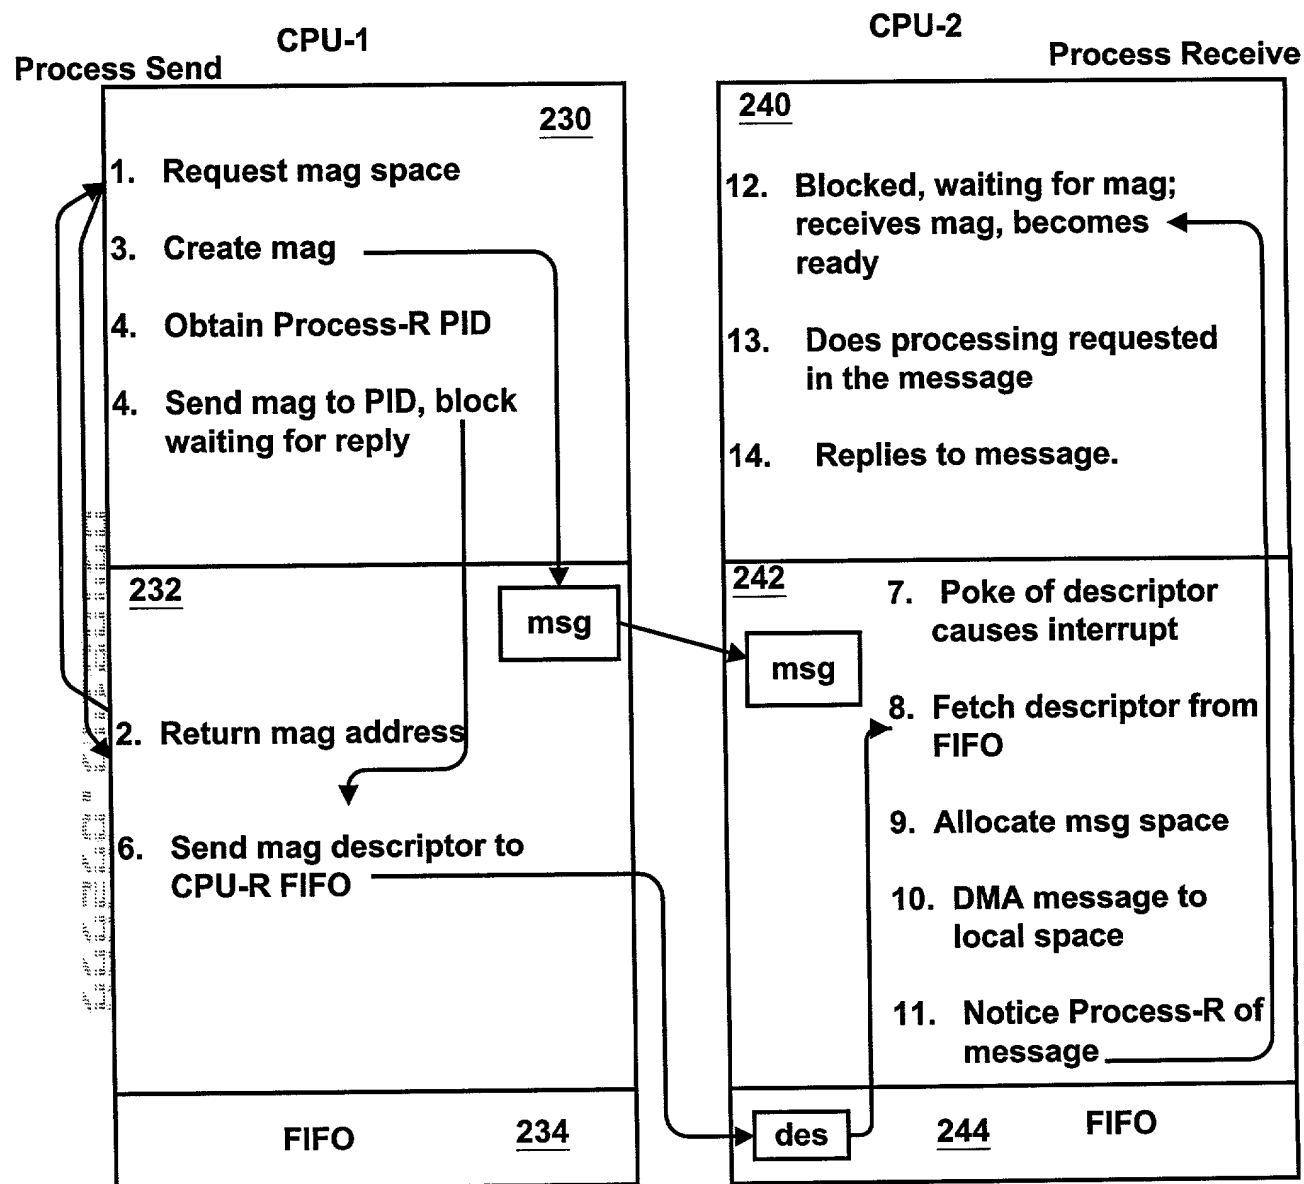 CPU-1
CPU-2
Process Send
Process Receive
230
1. Request mag space
3. Create mag
4. Obtain Process-R PID
4. Send mag to PID, block
waiting for reply
240
12. Blocked, waiting for mag;
receives mag, becomes
ready
13. Does processing requested
in the message
14. Replies to message.
232
msg
2. Return mag address
6. Send mag descriptor to
CPU-R FIFO
242
msg
7. Poke of descriptor
causes interrupt
8. Fetch descriptor from
FIFO
9. Allocate msg space
10. DMA message to
local space
11. Notice Process-R of
message
FIFO
234
des
244
FIFO